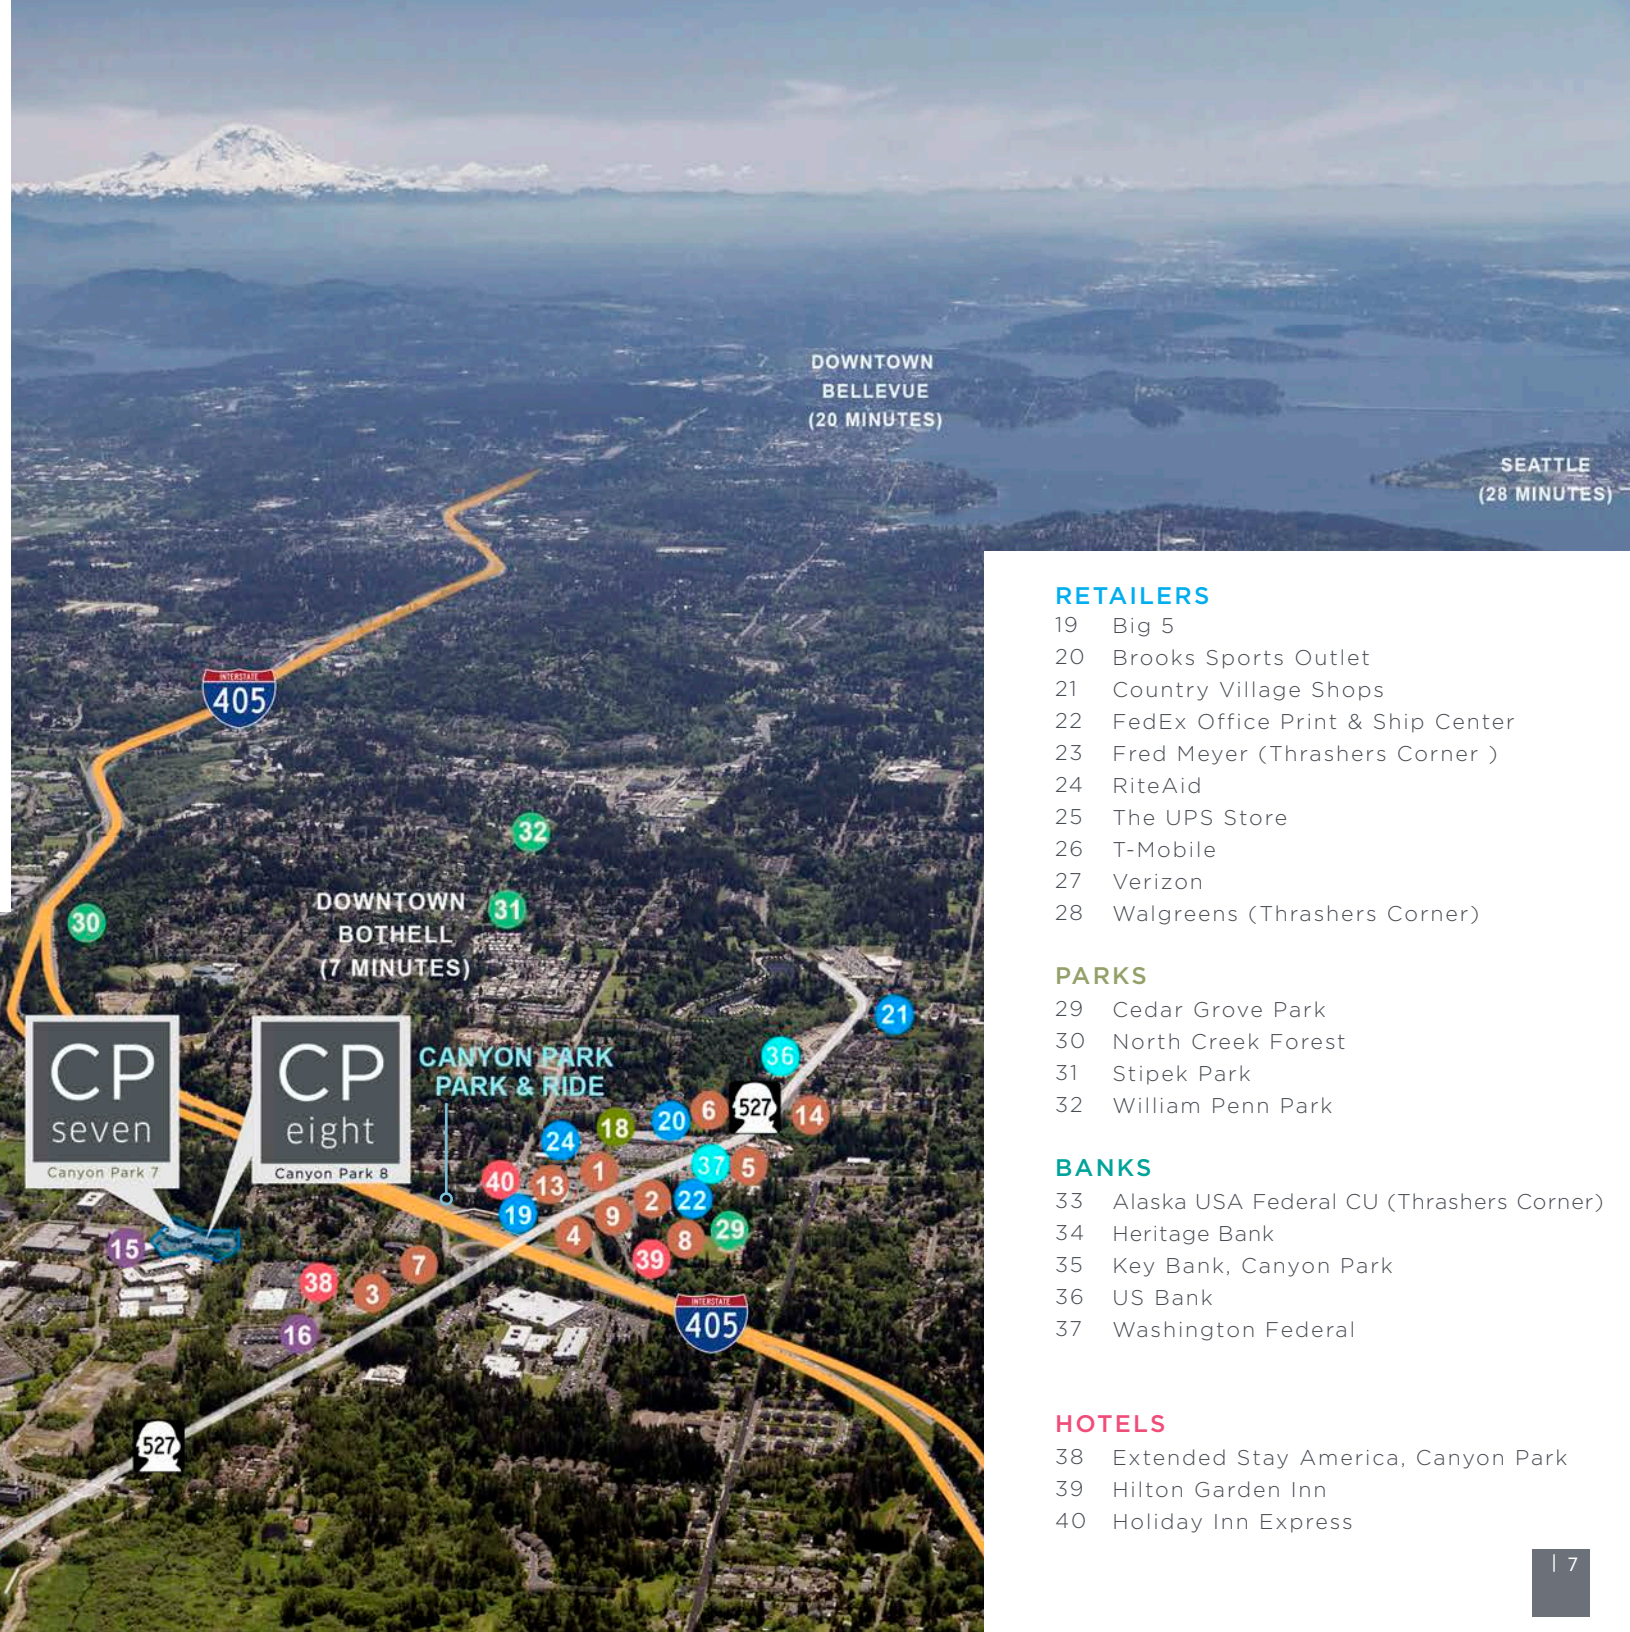 DOWNTOWN
BELLEVUE
(20 MINUTES)
SEATTLE
(28 MINUTES)
INTERSTATE
405
32
31
30
DOWNTOWN
BOTHELL
(7 MINUTES)
21
36
CP
seven
Canyon Park 7
CP
eight
Canyon Park 8
CANYON PARK
PARK & RIDE
527
6
14
20
18
24
37
5
1
40
13
2
22
19
9
4
8
29
39
15
7
38
3
16
INTERSTATE
405
527
RETAILERS
19 Big 5
20 Brooks Sports Outlet
21 Country Village Shops
22 FedEx Office Print & Ship Center
23 Fred Meyer (Thrashers Corner )
24 RiteAid
25 The UPS Store
26 T-Mobile
27 Verizon
28 Walgreens (Thrashers Corner)
PARKS
29 Cedar Grove Park
30 North Creek Forest
31 Stipek Park
32 William Penn Park
BANKS
33 Alaska USA Federal CU (Thrashers Corner)
34 Heritage Bank
35 Key Bank, Canyon Park
36 US Bank
37 Washington Federal
HOTELS
38 Extended Stay America, Canyon Park
39 Hilton Garden Inn
40 Holiday Inn Express
| 7